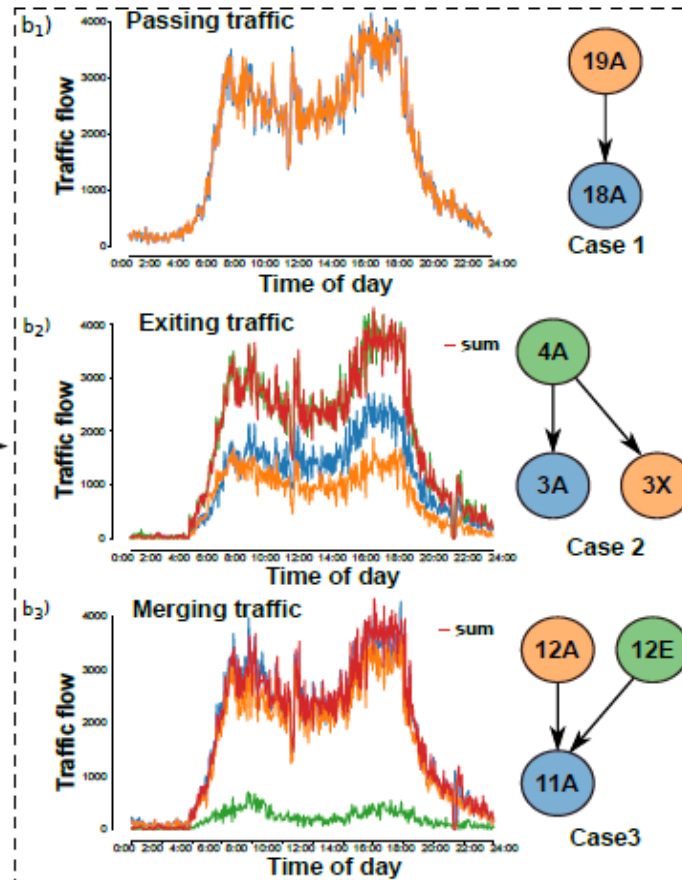 b₁) Passing traffic
4000
3000
2000
1000
0
Traffic flow
0:00 2:00 4:00 6:00 8:00 10:00 12:00 14:00 16:00 18:00 20:00 22:00 24:00
Time of day
19A
18A
Case 1
b₂) Exiting traffic
sum
4000
3000
2000
1000
0
Traffic flow
0:00 2:00 4:00 6:00 8:00 10:00 12:00 14:00 16:00 18:00 20:00 22:00 24:00
Time of day
4A
3A 3X
Case 2
b₃) Merging traffic
sum
4000
3000
2000
1000
0
Traffic flow
0:00 2:00 4:00 6:00 8:00 10:00 12:00 14:00 16:00 18:00 20:00 22:00 24:00
Time of day
12A 12E
11A
Case3